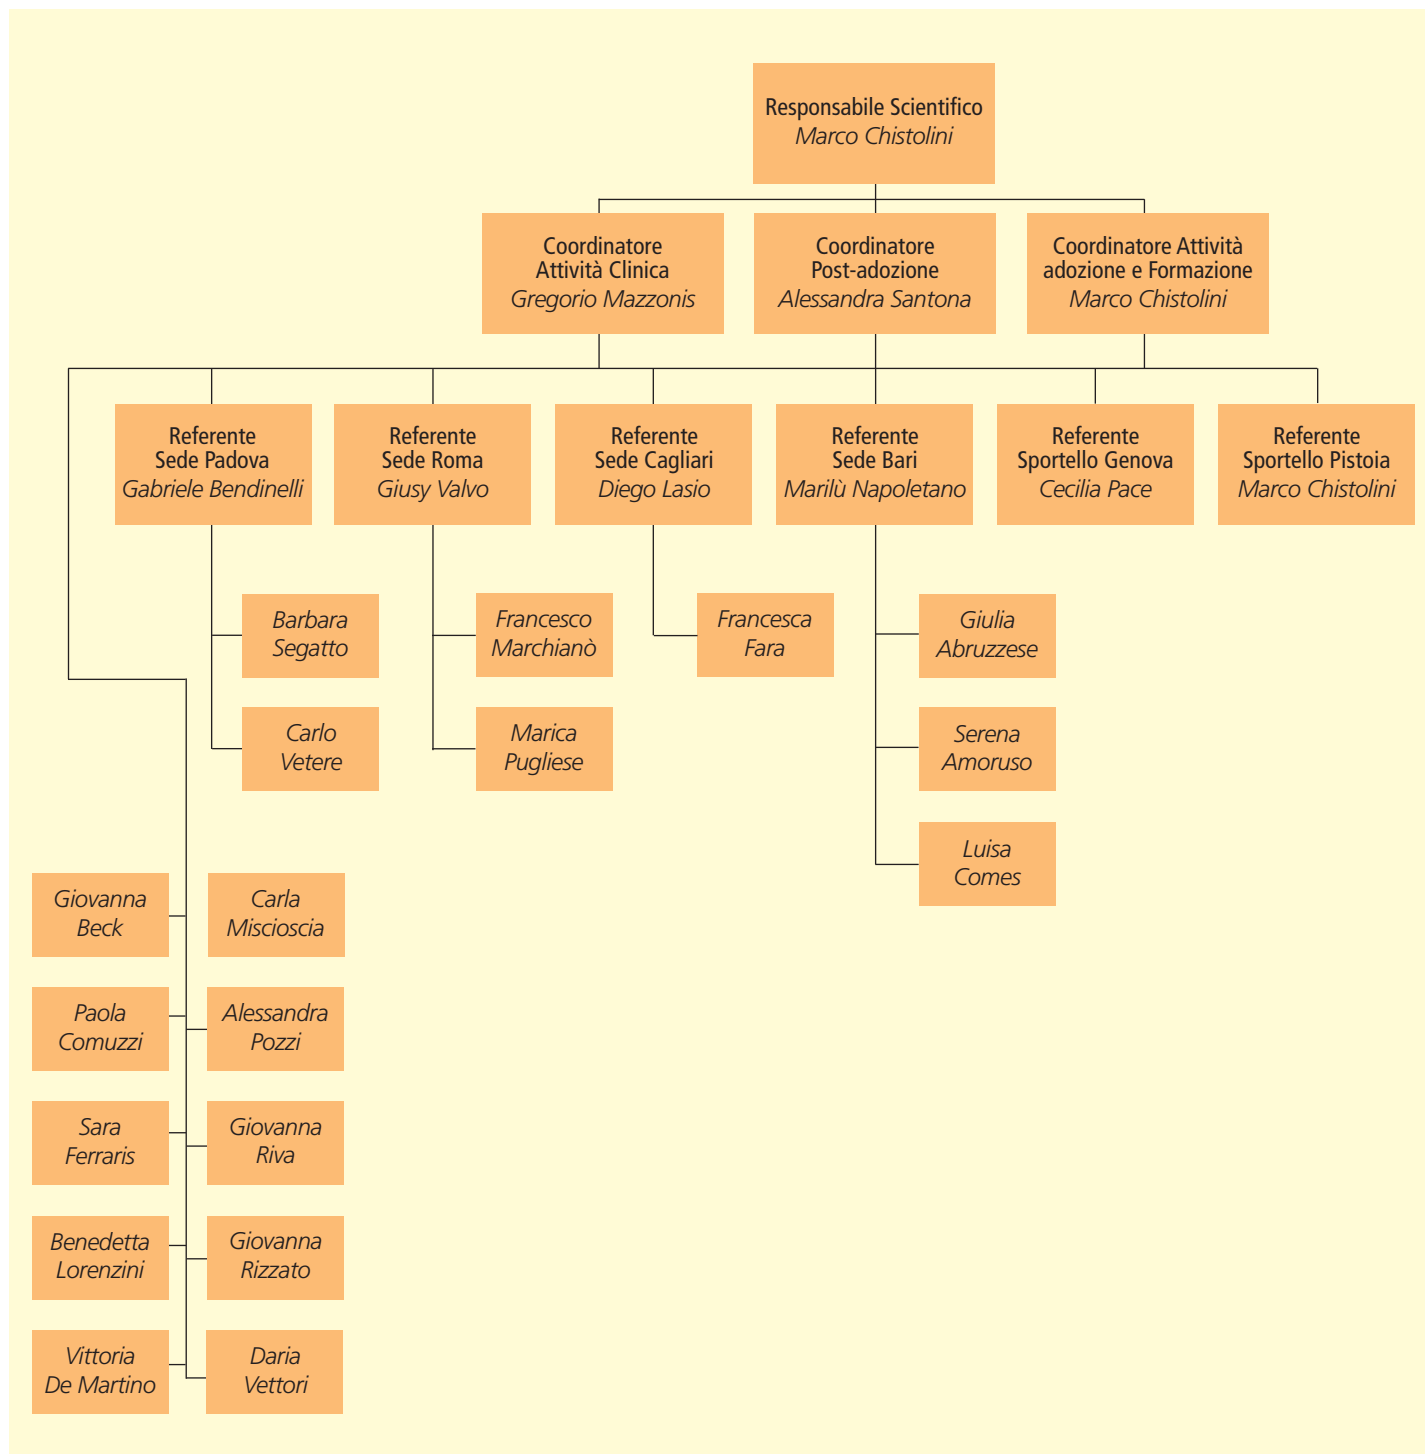 Responsabile Scientifico
Marco Chistolini
Coordinatore
Attività Clinica
Gregorio Mazzonis
Coordinatore
Post-adozione
Alessandra Santona
Coordinatore Attività
adozione e Formazione
Marco Chistolini
Referente
Sede Padova
Gabriele Bendinelli
Referente
Sede Roma
Giusy Valvo
Referente
Sede Cagliari
Diego Lasio
Referente
Sede Bari
Marilù Napoletano
Referente
Sportello Genova
Cecilia Pace
Referente
Sportello Pistoia
Marco Chistolini
Barbara
Segatto
Francesco
Marchianò
Francesca
Fara
Giulia
Abruzzese
Carlo
Vetere
Marica
Pugliese
Serena
Amoruso
Luisa
Comes
Giovanna
Beck
Carla
Miscioscia
Paola
Comuzzi
Alessandra
Pozzi
Sara
Ferraris
Giovanna
Riva
Benedetta
Lorenzini
Giovanna
Rizzato
Vittoria
De Martino
Daria
Vettori